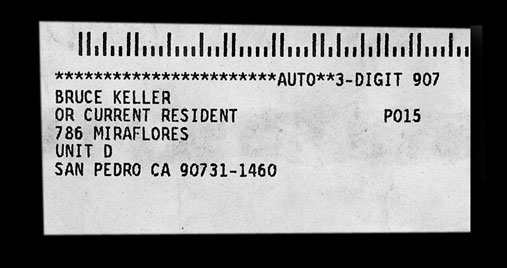 ***********************AUTO**3-DIGIT 907
BRUCE KELLER
OR CURRENT RESIDENT P015
786 MIRAFLORES
UNIT D
SAN PEDRO CA 90731-1460